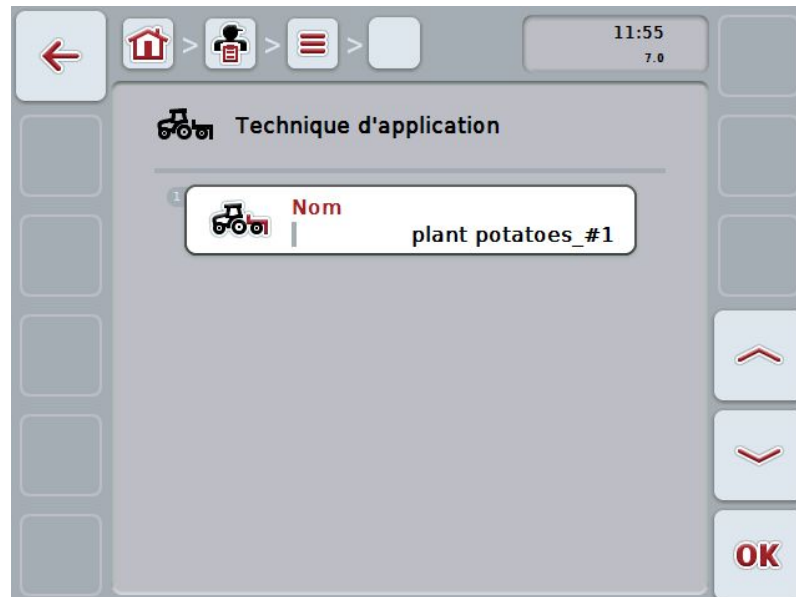 11:55
7.0
Technique d'application
1
Nom
plant potatoes_#1
OK